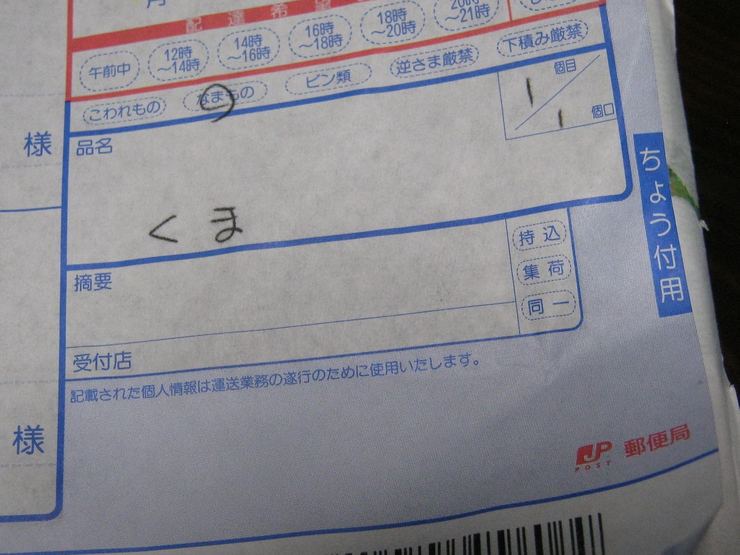 月
配達希望
午前中 12時～14時 14時～16時 16時～18時 18時～20時 20時～21時
こわれもの なまもの ビン類 逆さま厳禁 下積み厳禁
品名
1 個目
1 個口
くま
摘要
持込
集荷
同一
受付店
記載された個人情報は運送業務の遂行のために使用いたします。
様
様
ちょう付用
JP POST 郵便局